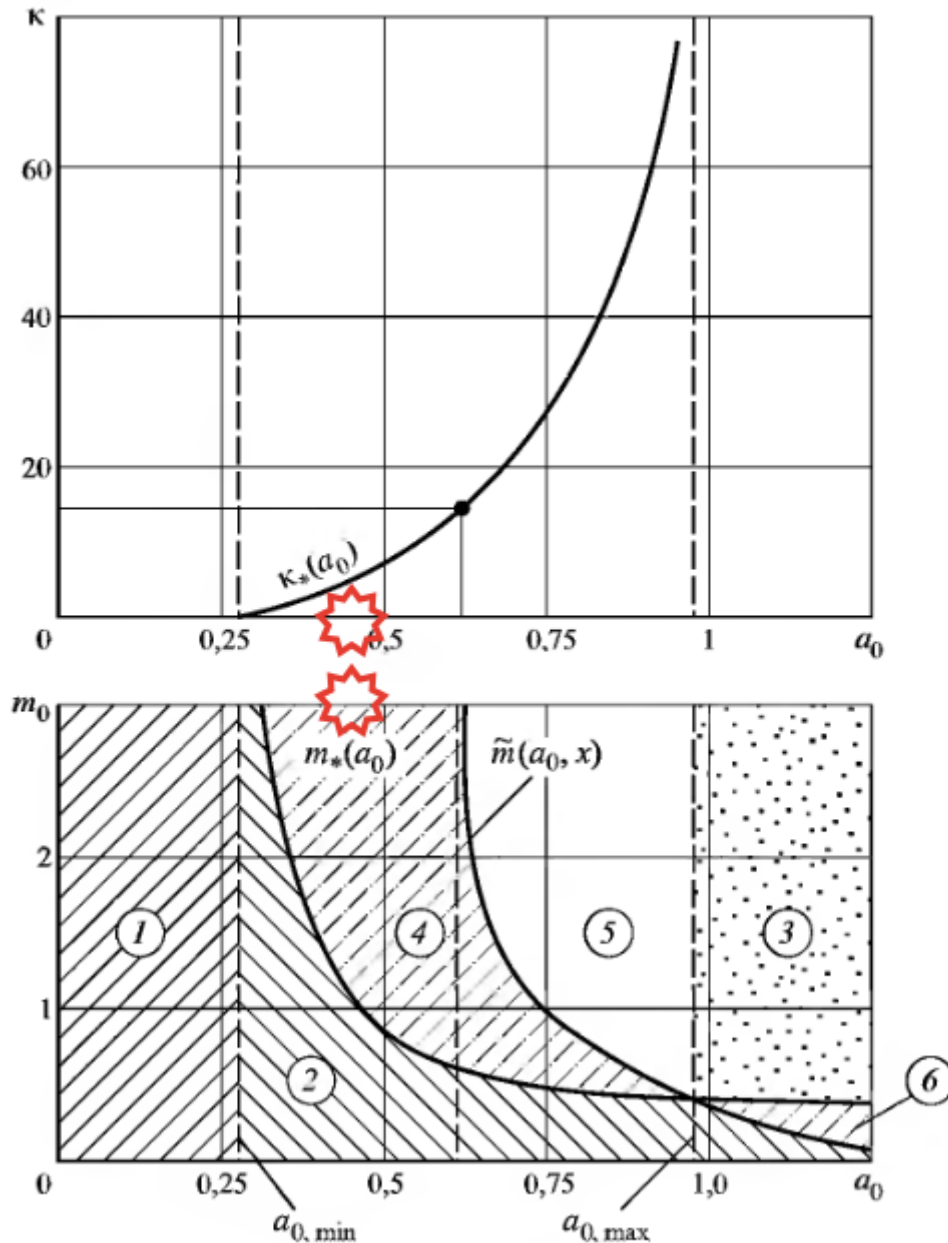 κ
60
40
20
κ*(a₀)
0 0,25 ,5 0,75 1 a₀
m₀
m*(a₀) m̃(a₀, x)
2
1 4 5 3
1
2 6
0 0,25 0,5 0,75 1,0 a₀
a₀, min a₀, max